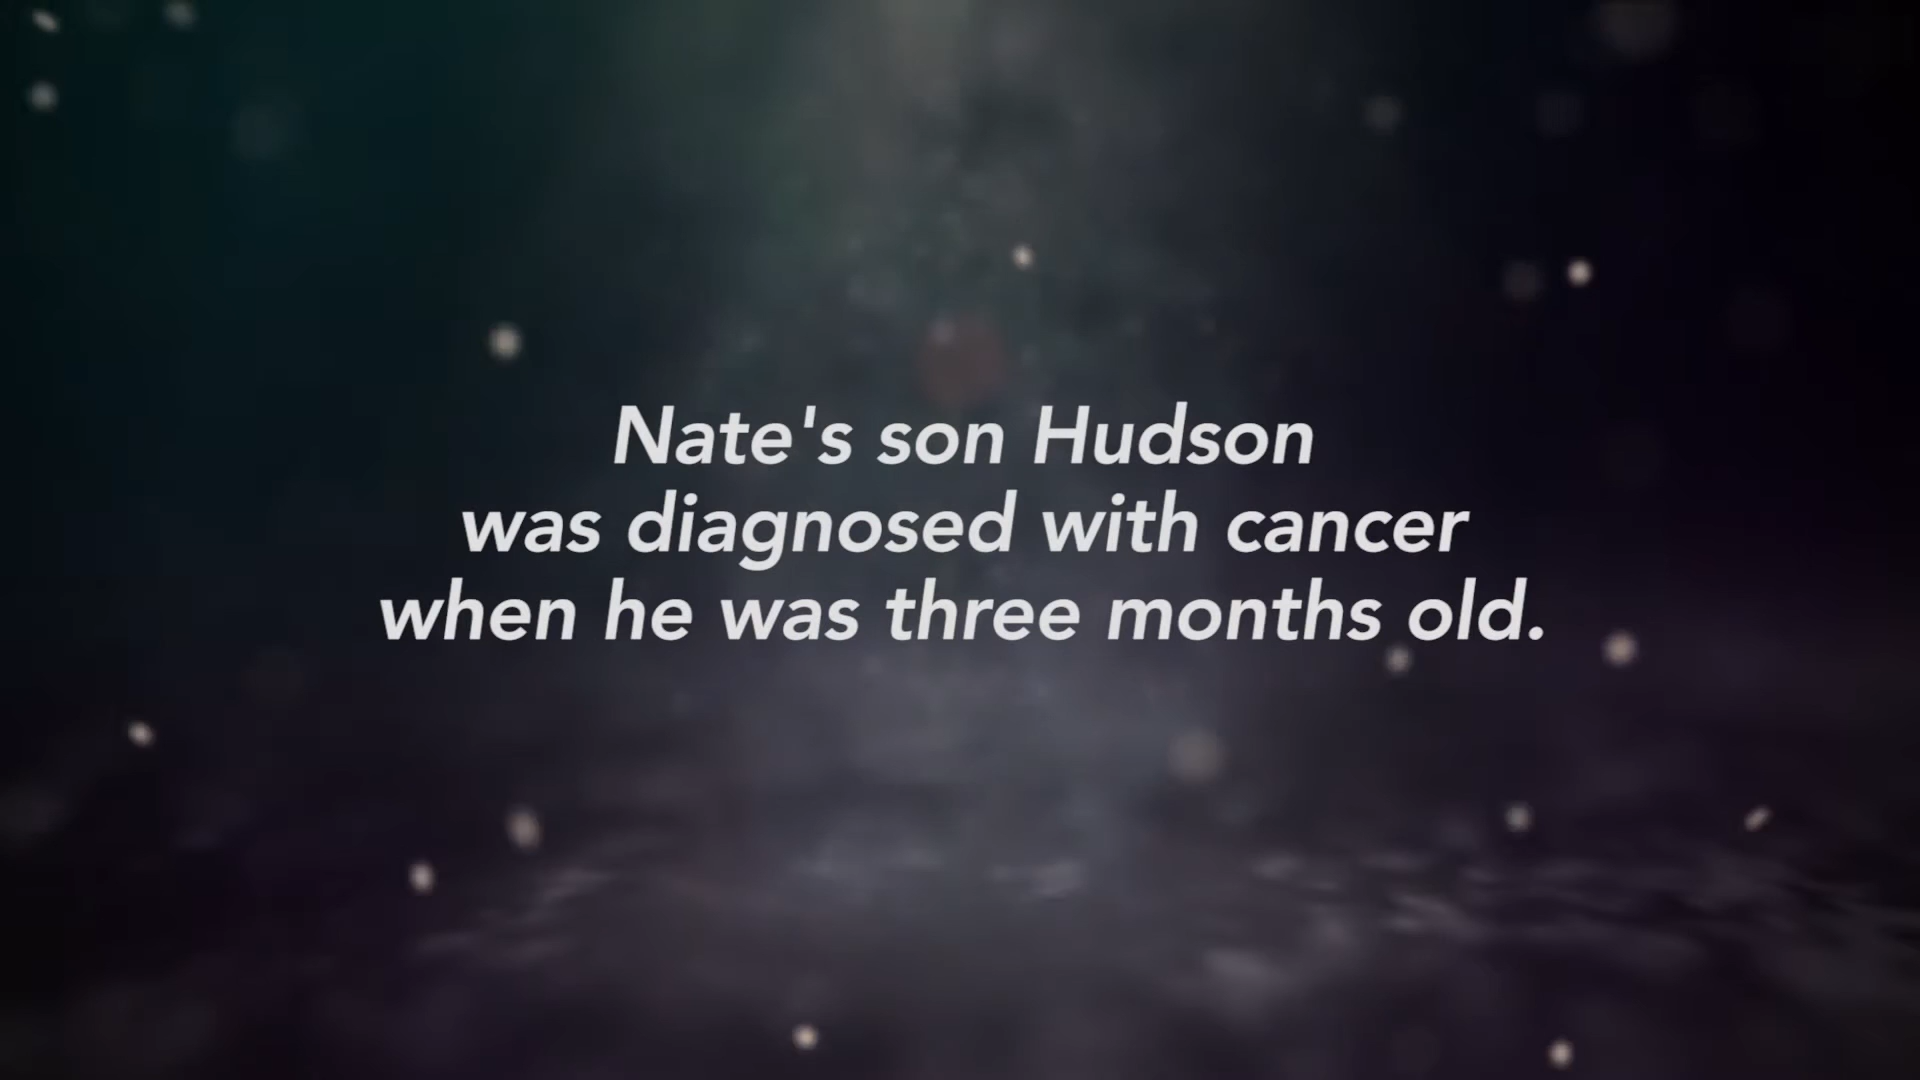 Nate's son Hudson
was diagnosed with cancer
when he was three months old.